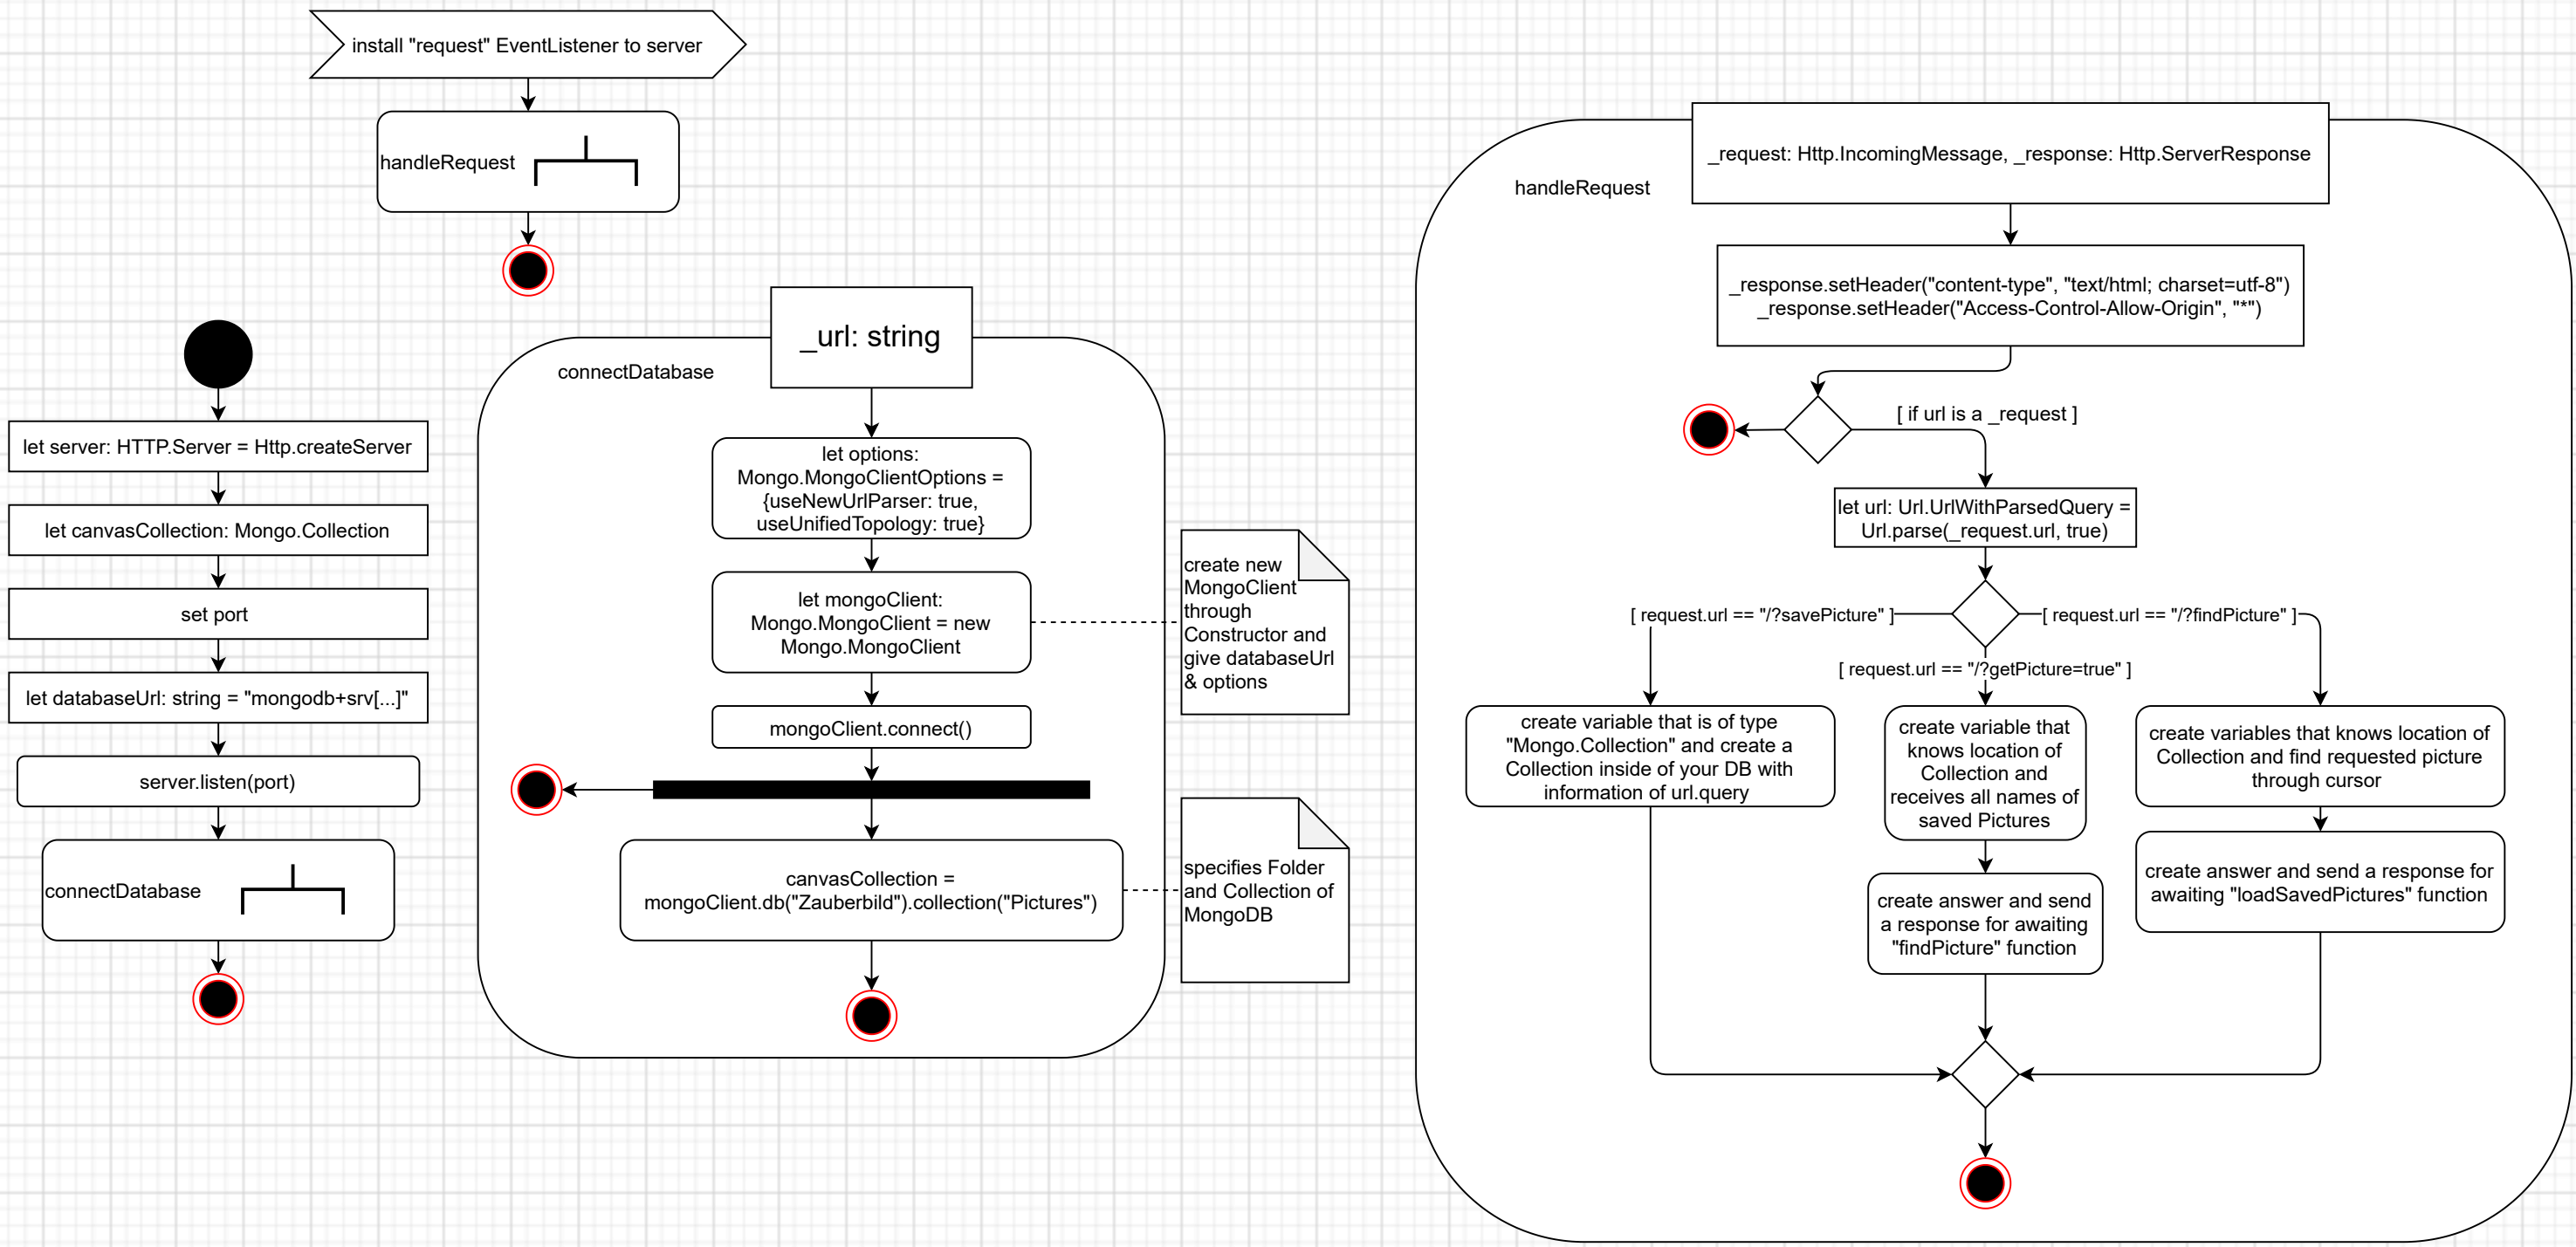 install "request" EventListener to server
handleRequest
let server: HTTP.Server = Http.createServer
let canvasCollection: Mongo.Collection
set port
let databaseUrl: string = "mongodb+srv[...]"
server.listen(port)
connectDatabase
_url: string
connectDatabase
let options:
Mongo.MongoClientOptions =
{useNewUrlParser: true,
useUnifiedTopology: true}
let mongoClient:
Mongo.MongoClient = new
Mongo.MongoClient
mongoClient.connect()
canvasCollection =
mongoClient.db("Zauberbild").collection("Pictures")
create new
MongoClient
through
Constructor and
give databaseUrl
& options
specifies Folder
and Collection of
MongoDB
_request: Http.IncomingMessage, _response: Http.ServerResponse
handleRequest
_response.setHeader("content-type", "text/html; charset=utf-8")
_response.setHeader("Access-Control-Allow-Origin", "*")
[ if url is a _request ]
let url: Url.UrlWithParsedQuery =
Url.parse(_request.url, true)
[ request.url == "/?savePicture" ]
[ request.url == "/?findPicture" ]
[ request.url == "/?getPicture=true" ]
create variable that is of type
"Mongo.Collection" and create a
Collection inside of your DB with
information of url.query
create variable that
knows location of
Collection and
receives all names of
saved Pictures
create answer and send
a response for awaiting
"findPicture" function
create variables that knows location of
Collection and find requested picture
through cursor
create answer and send a response for
awaiting "loadSavedPictures" function